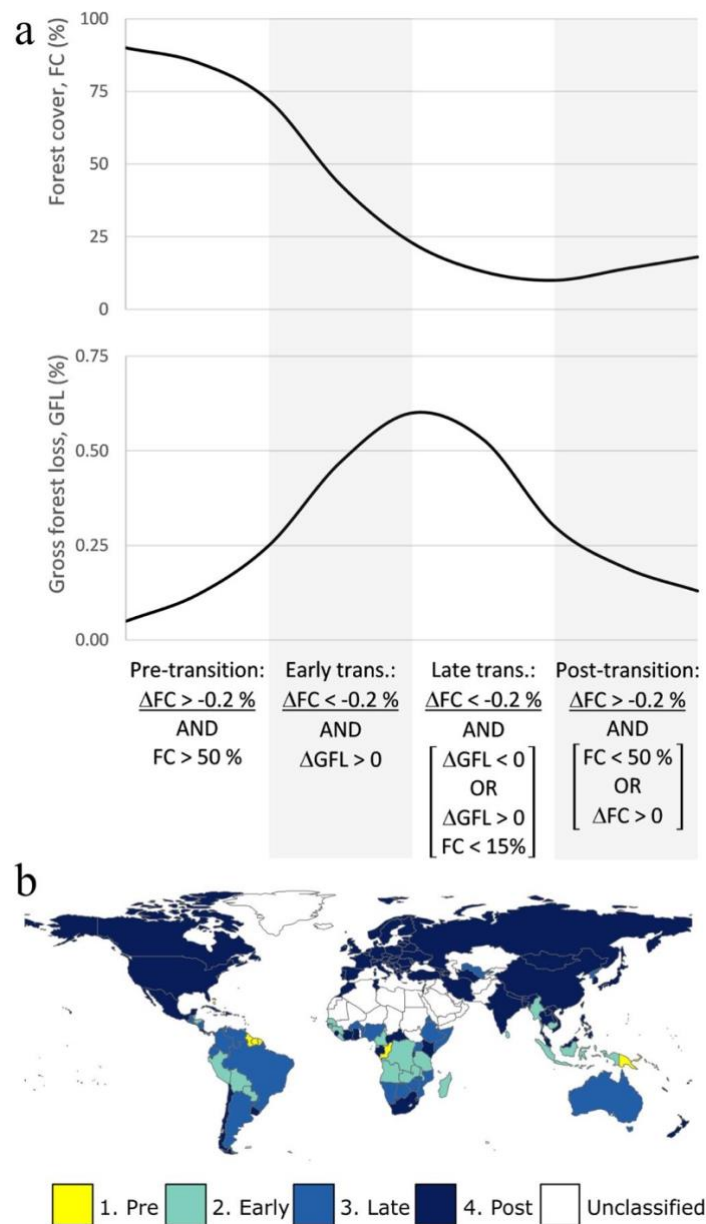 a
Forest cover, FC (%)
100
75
50
25
0
Gross forest loss, GFL (%)
0.75
0.50
0.25
0.00
Pre-transition:
ΔFC > -0.2 %
AND
FC > 50 %
Early trans.:
ΔFC < -0.2 %
AND
ΔGFL > 0
Late trans.:
ΔFC < -0.2 %
AND
ΔGFL < 0
OR
ΔGFL > 0
FC < 15%
Post-transition:
ΔFC > -0.2 %
AND
FC < 50 %
OR
ΔFC > 0
b
1. Pre
2. Early
3. Late
4. Post
Unclassified